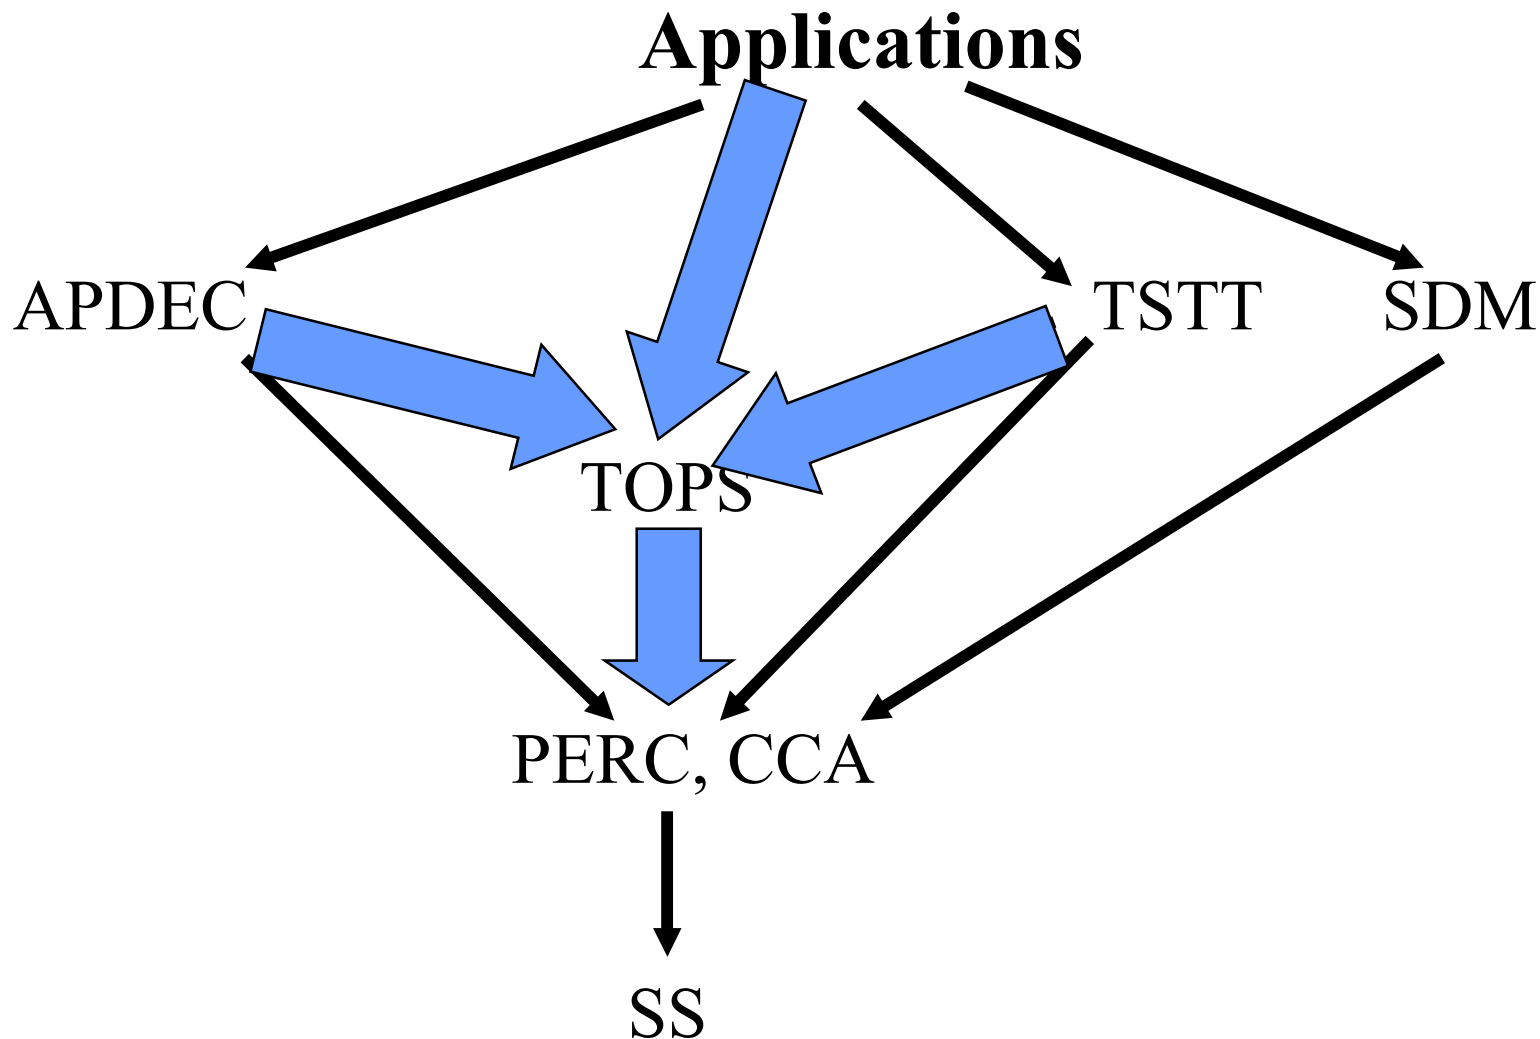 Applications
APDEC
TSTT
SDM
TOPS
PERC, CCA
SS